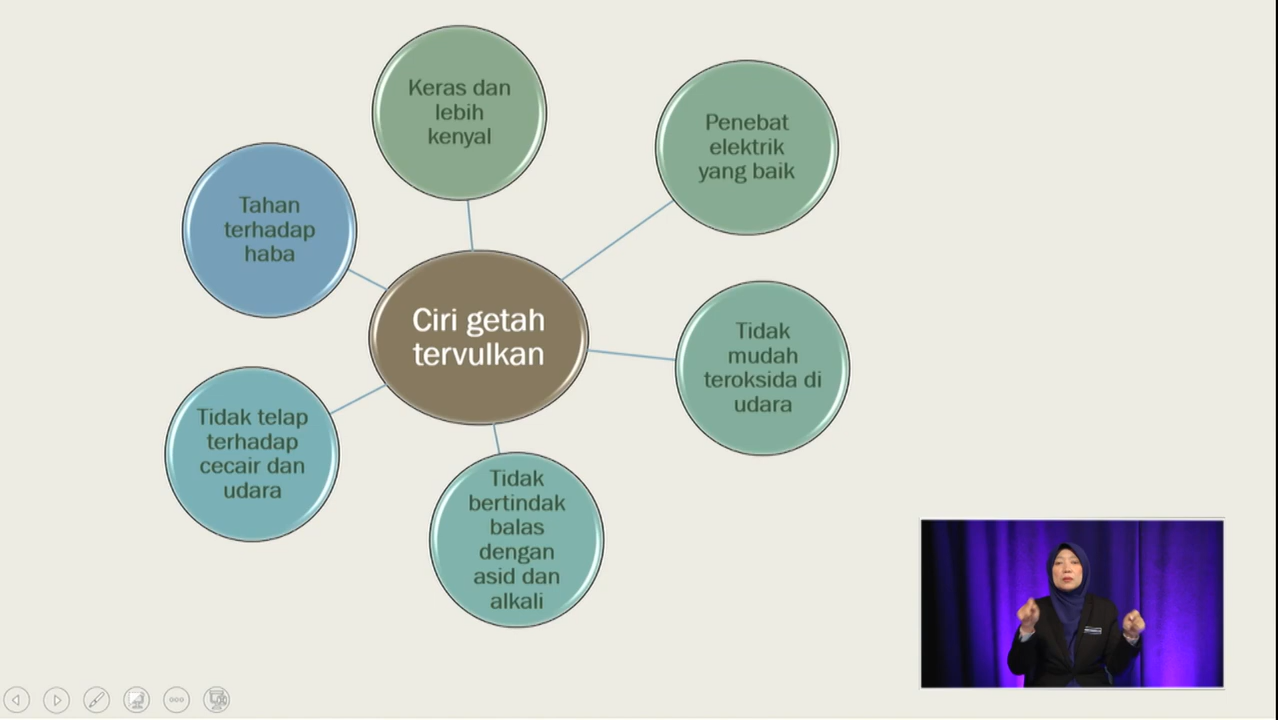 Keras dan
lebih
kenyal
Penebat
elektrik
yang baik
Tahan
terhadap
haba
Ciri getah
tervulkan
Tidak
mudah
teroksida di
udara
Tidak telap
terhadap
cecair dan
udara
Tidak
bertindak
balas
dengan
asid dan
alkali